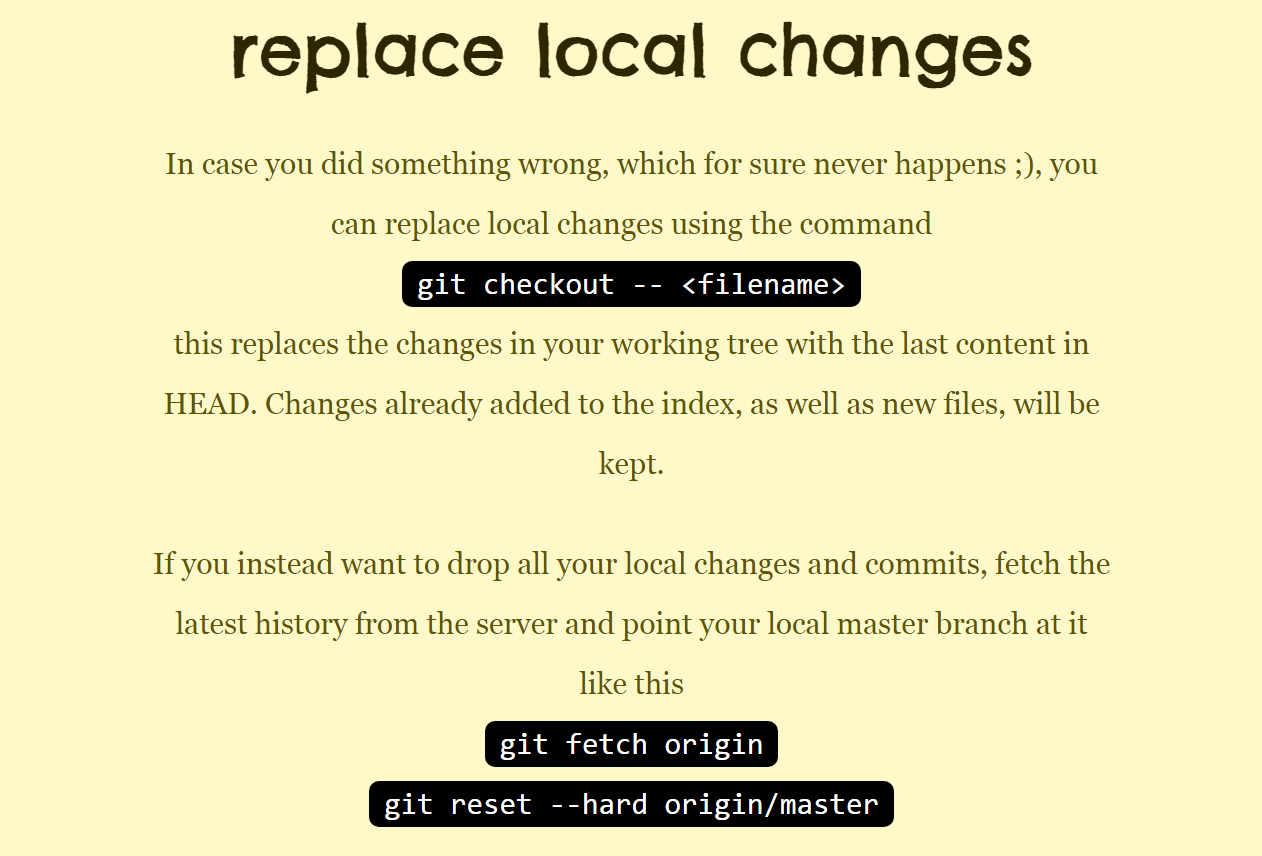 replace local changes
In case you did something wrong, which for sure never happens ;), you
can replace local changes using the command
git checkout -- <filename>
this replaces the changes in your working tree with the last content in
HEAD. Changes already added to the index, as well as new files, will be
kept.
If you instead want to drop all your local changes and commits, fetch the
latest history from the server and point your local master branch at it
like this
git fetch origin
git reset --hard origin/master